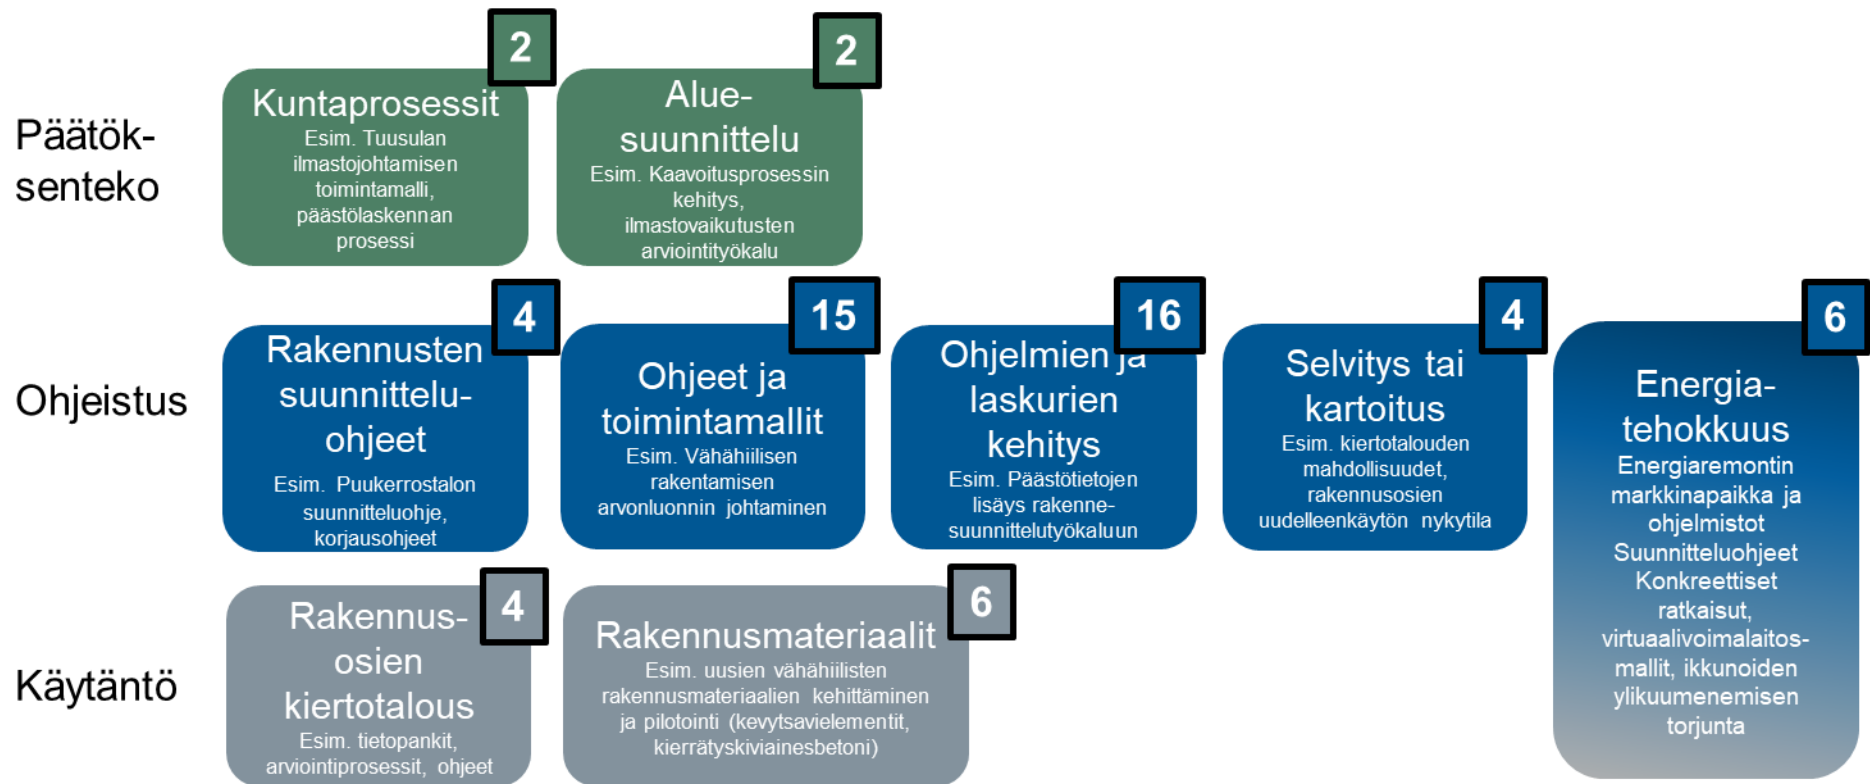 Päätök-
senteko
2
Kuntaprosessit
Esim. Tuusulan
ilmastojohtamisen
toimintamalli,
päästölaskennan
prosessi
2
Alue-
suunnittelu
Esim. Kaavoitusprosessin
kehitys,
ilmastovaikutusten
arviointityökalu
Ohjeistus
4
Rakennusten
suunnittelu-
ohjeet
Esim. Puukerrostalon
suunnitteluohje,
korjausohjeet
15
Ohjeet ja
toimintamallit
Esim. Vähähiilisen
rakentamisen
arvonluonnin johtaminen
16
Ohjelmien ja
laskurien
kehitys
Esim. Päästötietojen
lisäys rakenne-
suunnittelutyökaluun
4
Selvitys tai
kartoitus
Esim. kiertotalouden
mahdollisuudet,
rakennusosien
uudelleenkäytön nykytila
6
Energia-
tehokkuus
Energiaremontin
markkinapaikka ja
ohjelmistot
Suunnitteluohjeet
Konkreettiset
ratkaisut,
virtuaalivoimalaitos-
mallit, ikkunoiden
ylikuumenemisen
torjunta
Käytäntö
4
Rakennus-
osien
kiertotalous
Esim. tietopankit,
arviointiprosessit, ohjeet
6
Rakennusmateriaalit
Esim. uusien vähähiilisten
rakennusmateriaalien kehittäminen
ja pilotointi (kevytsavielementit,
kierrätyskiviainesbetoni)